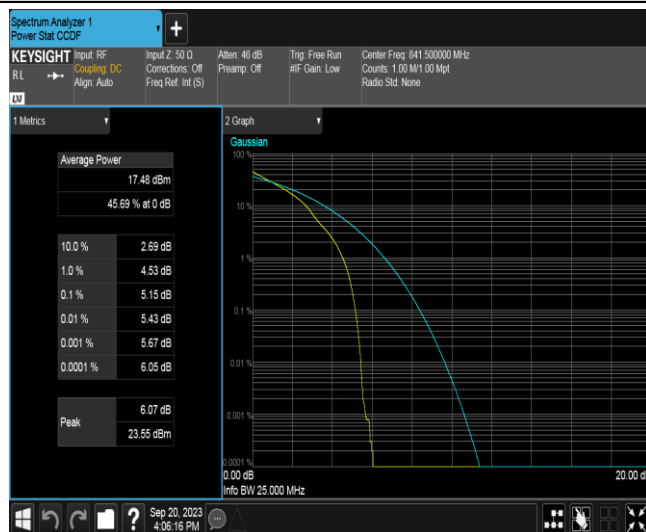 Spectrum Analyzer 1
Power Stat CCDF
+
KEYSIGHT
RL
LXI
Input: RF
Coupling: DC
Align: Auto
Input Z: 50 Ω
Corrections: Off
Freq Ref: Int (S)
Atten: 46 dB
Preamp: Off
Trig: Free Run
#IF Gain: Low
Center Freq: 841.500000 MHz
Counts: 1.00 M/1.00 Mpt
Radio Std: None
1 Metrics
Average Power
17.48 dBm
45.69 % at 0 dB
10.0 % 2.69 dB
1.0 % 4.53 dB
0.1 % 5.15 dB
0.01 % 5.43 dB
0.001 % 5.67 dB
0.0001 % 6.05 dB
Peak
6.07 dB
23.55 dBm
2 Graph
Gaussian
100 %
10 %
1 %
0.1 %
0.01 %
0.001 %
0.0001 %
0.00 dB
20.00 d
Info BW 25.000 MHz
?
Sep 20, 2023
4:06:16 PM